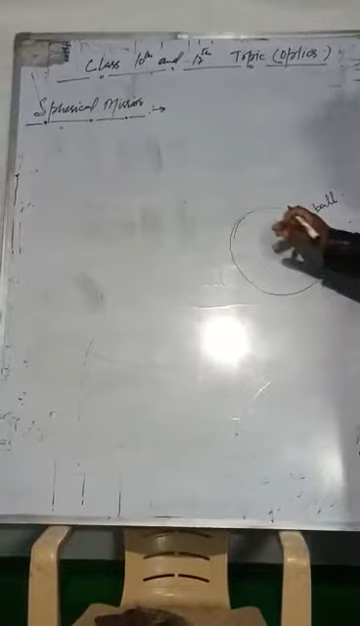 Class 10th and 12th Topic (Optics)
Spherical Mirrors :→
ball